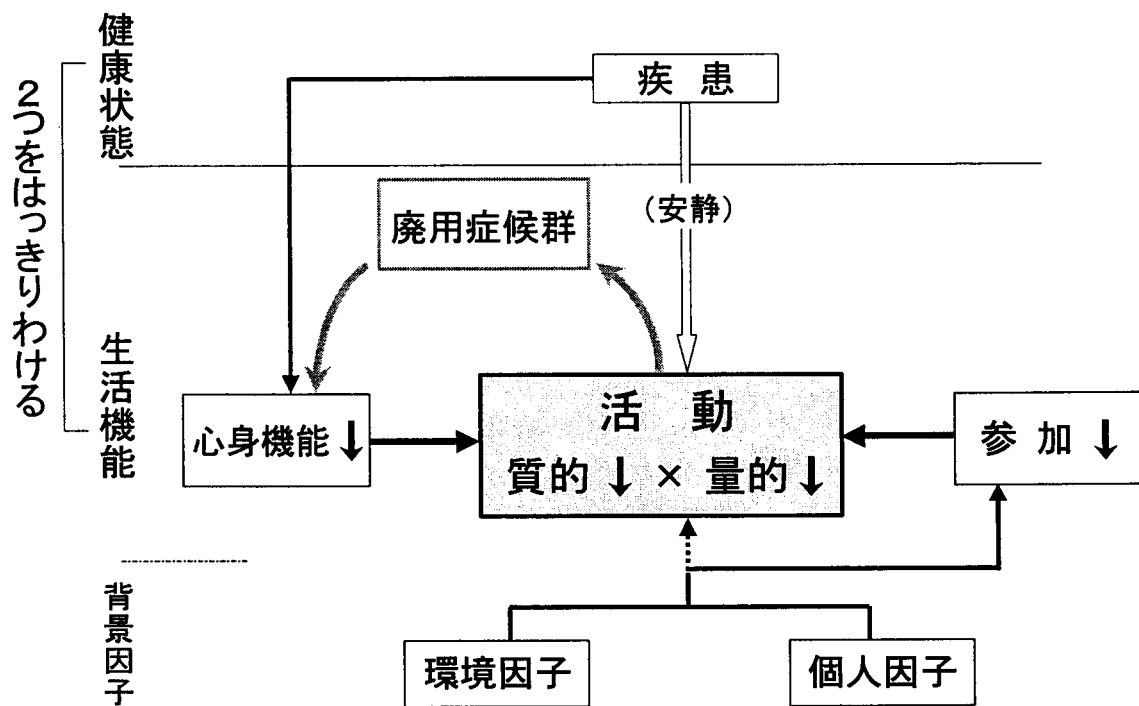 2つをはっきりわける
健康状態
疾 患
(安静)
廃用症候群
生活機能
心身機能↓
活 動
質的↓×量的↓
参 加↓
背景因子
環境因子
個人因子